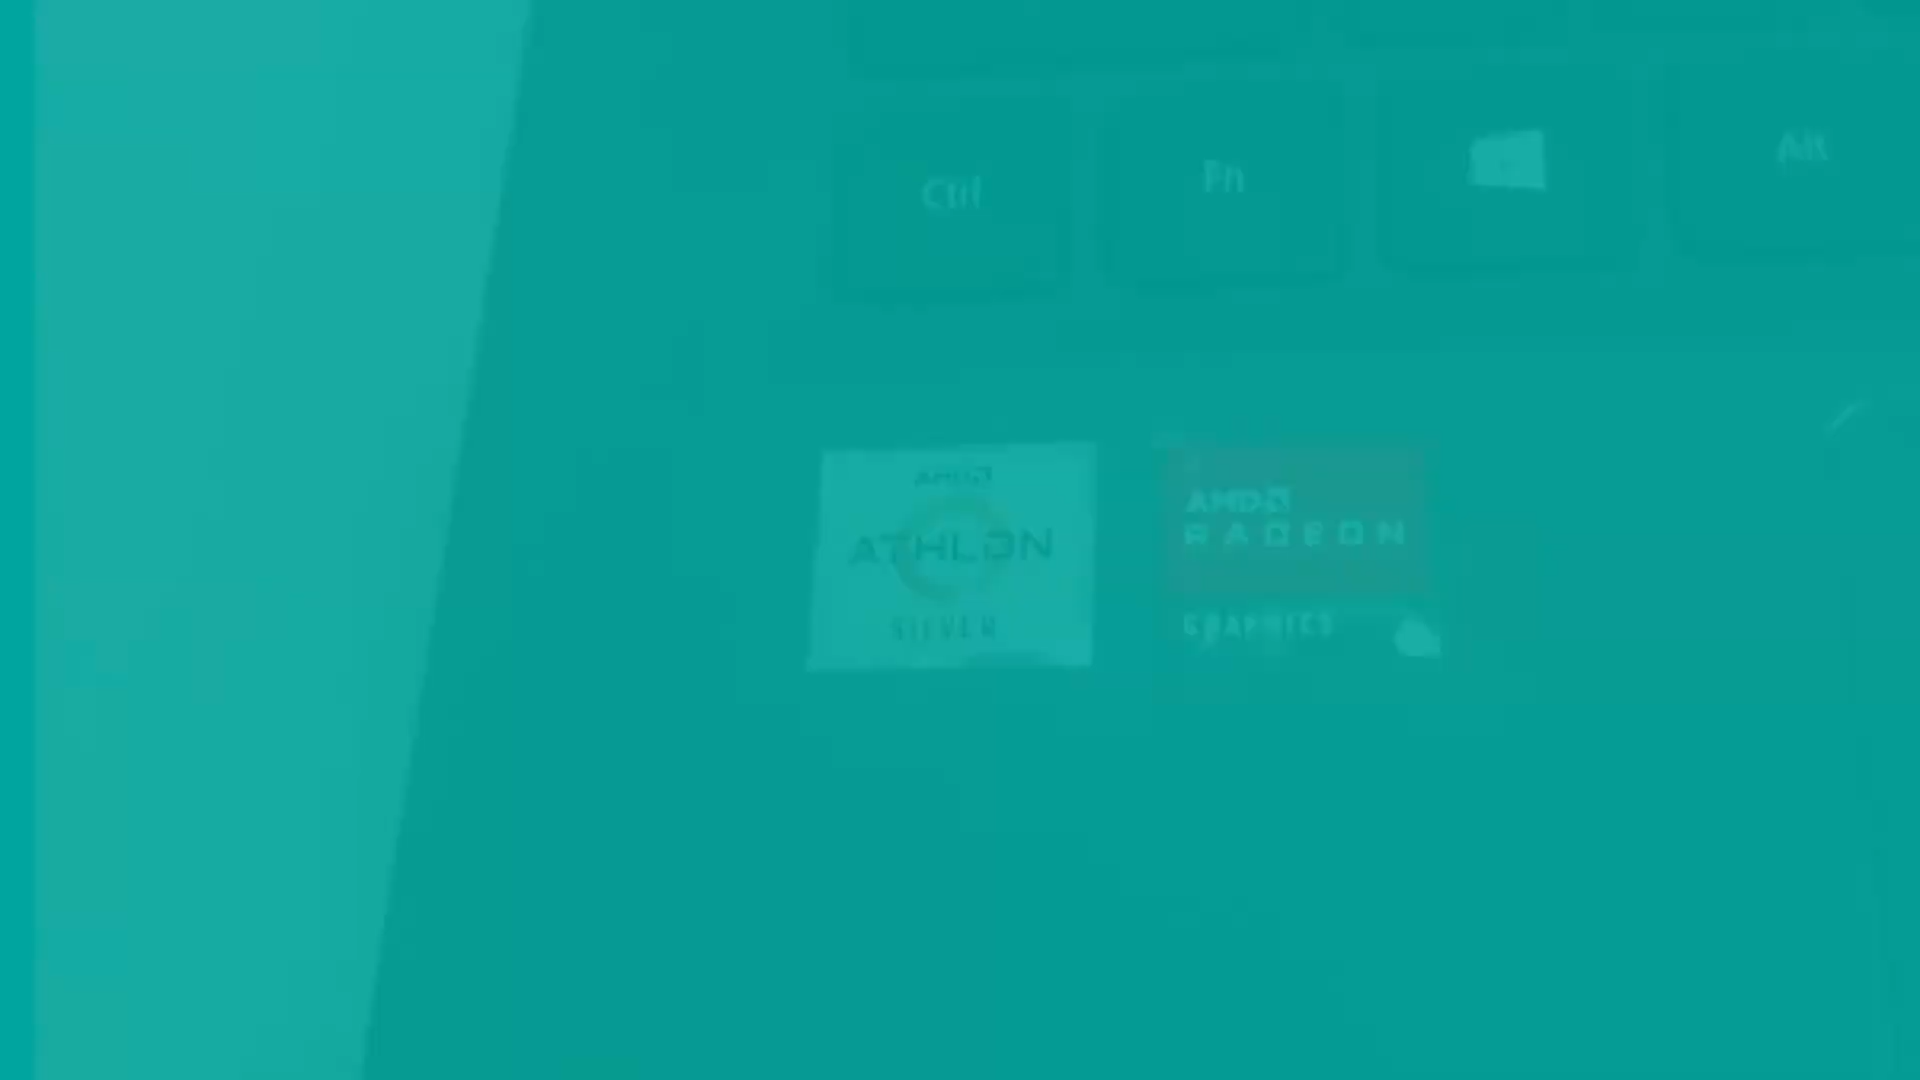 Ctrl Fn Alt
AMD
ATHLON
SILVER
AMD
RADEON
GRAPHICS